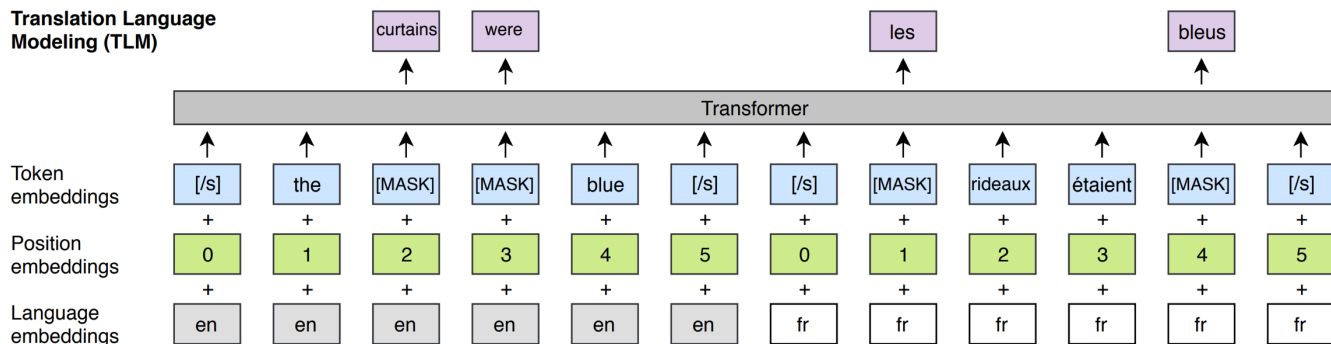 Translation Language
Modeling (TLM)
curtains were les bleus
Transformer
Token
embeddings
[/s] the [MASK] [MASK] blue [/s] [/s] [MASK] rideaux étaient [MASK] [/s]
+ + + + + + + + + + + +
Position
embeddings
0 1 2 3 4 5 0 1 2 3 4 5
+ + + + + + + + + + + +
Language
embeddings
en en en en en en fr fr fr fr fr fr